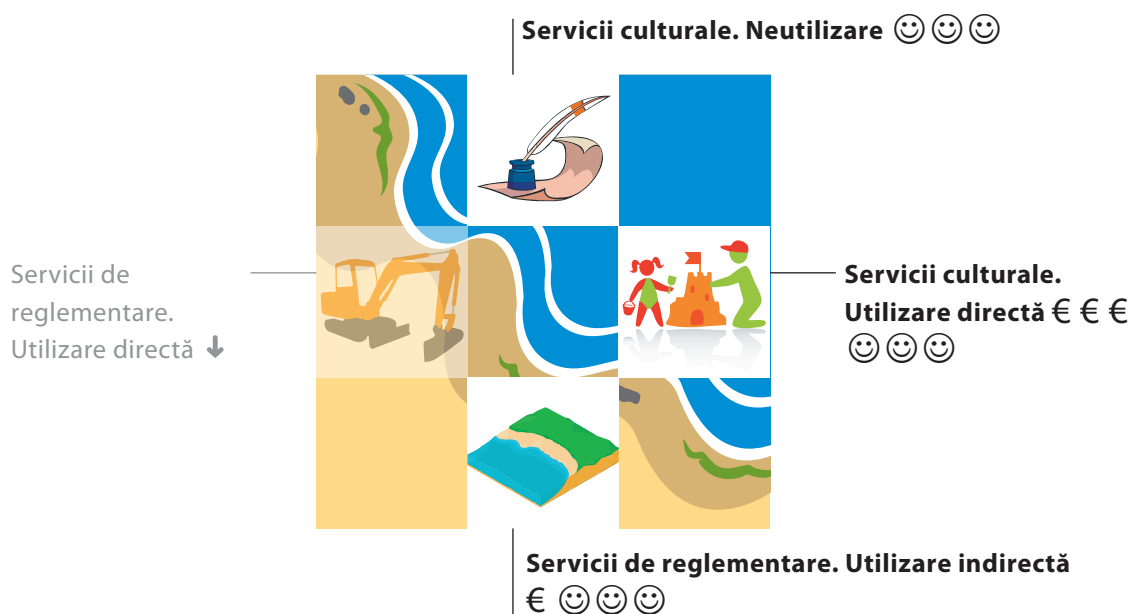 Servicii culturale. Neutilizare ☺ ☺ ☺
Servicii de
reglementare.
Utilizare directă ↓
Servicii culturale.
Utilizare directă € € €
☺ ☺ ☺
Servicii de reglementare. Utilizare indirectă
€ ☺ ☺ ☺